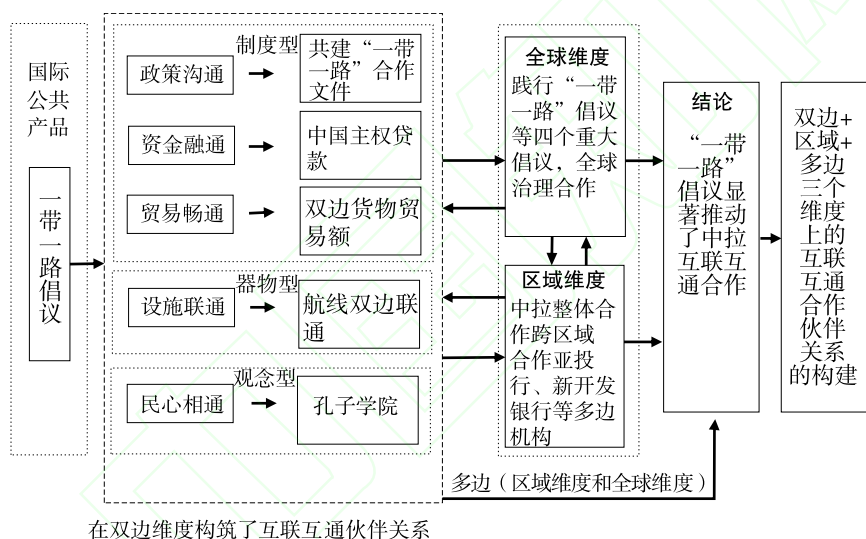 国际
公共
产品
一带一路倡议
制度型
政策沟通
共建“一带
一路”合作
文件
资金融通
中国主权贷
款
贸易畅通
双边货物贸
易额
器物型
设施联通
航线双边联
通
观念型
民心相通
孔子学院
在双边维度构筑了互联互通伙伴关系
全球维度
践行“一带
一路”倡议
等四个重大
倡议，全球
治理合作
区域维度
中拉整体合
作跨区域
合作亚投
行、新开发
银行等多边
机构
多边（区域维度和全球维度）
结论
“一带
一路”
倡议显
著推动
了中拉
互联互
通合作
双边+
区域+
多边
三个
维度
上的
互联
互通
合作
伙伴
关系
的构建